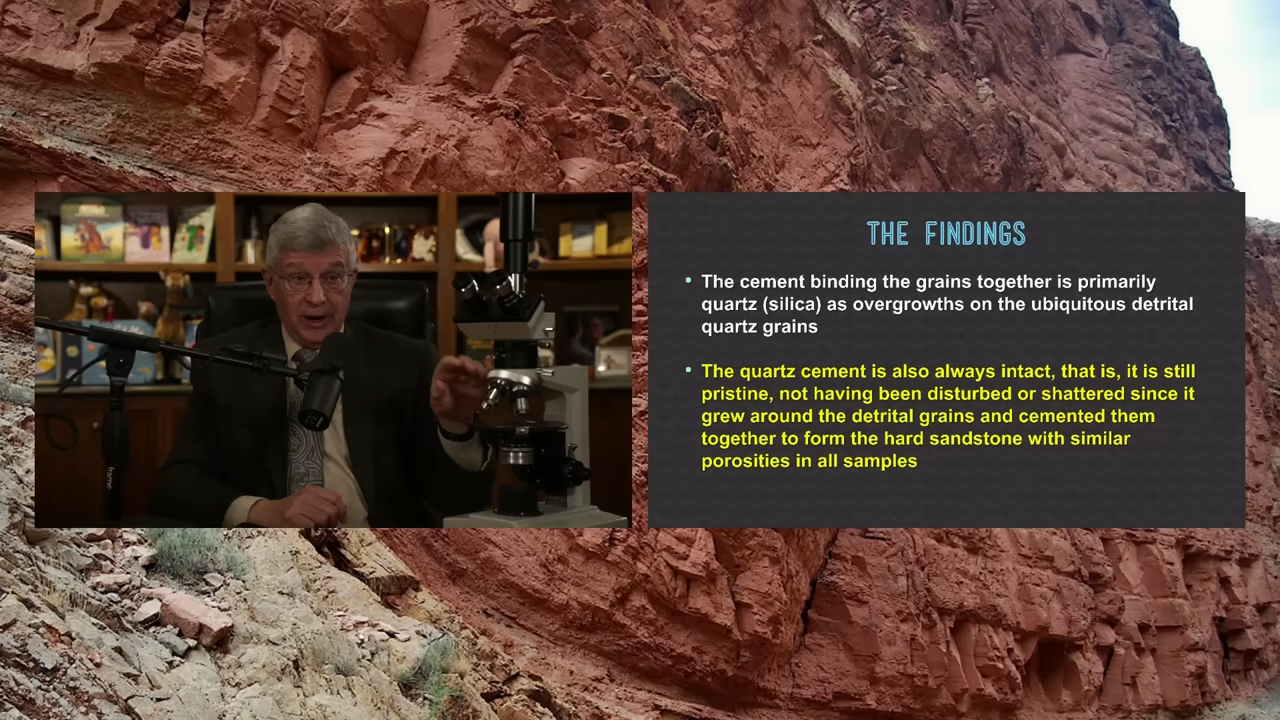 THE FINDINGS
• The cement binding the grains together is primarily
quartz (silica) as overgrowths on the ubiquitous detrital
quartz grains
• The quartz cement is also always intact, that is, it is still
pristine, not having been disturbed or shattered since it
grew around the detrital grains and cemented them
together to form the hard sandstone with similar
porosities in all samples
frame